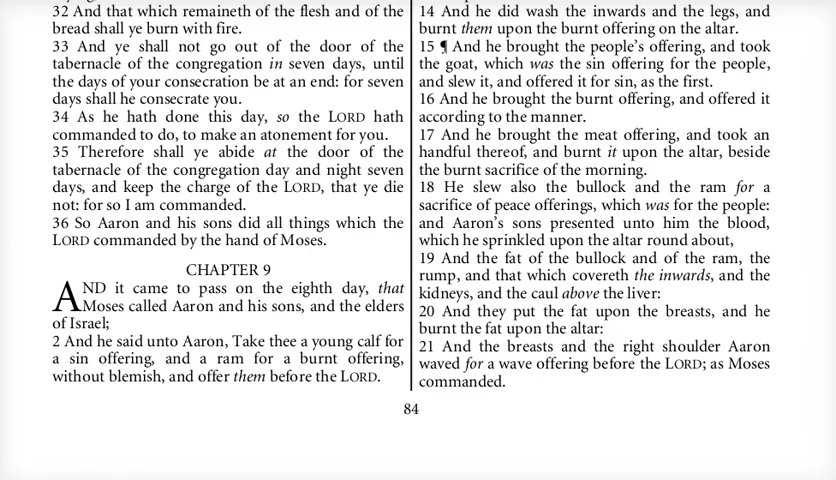 32 And that which remaineth of the flesh and of the
bread shall ye burn with fire.
33 And ye shall not go out of the door of the
tabernacle of the congregation in seven days, until
the days of your consecration be at an end: for seven
days shall he consecrate you.
34 As he hath done this day, so the LORD hath
commanded to do, to make an atonement for you.
35 Therefore shall ye abide at the door of the
tabernacle of the congregation day and night seven
days, and keep the charge of the LORD, that ye die
not: for so I am commanded.
36 So Aaron and his sons did all things which the
LORD commanded by the hand of Moses.
CHAPTER 9
AND it came to pass on the eighth day, that
Moses called Aaron and his sons, and the elders
of Israel;
2 And he said unto Aaron, Take thee a young calf for
a sin offering, and a ram for a burnt offering,
without blemish, and offer them before the LORD.
14 And he did wash the inwards and the legs, and
burnt them upon the burnt offering on the altar.
15 ¶ And he brought the people's offering, and took
the goat, which was the sin offering for the people,
and slew it, and offered it for sin, as the first.
16 And he brought the burnt offering, and offered it
according to the manner.
17 And he brought the meat offering, and took an
handful thereof, and burnt it upon the altar, beside
the burnt sacrifice of the morning.
18 He slew also the bullock and the ram for a
sacrifice of peace offerings, which was for the people:
and Aaron's sons presented unto him the blood,
which he sprinkled upon the altar round about,
19 And the fat of the bullock and of the ram, the
rump, and that which covereth the inwards, and the
kidneys, and the caul above the liver:
20 And they put the fat upon the breasts, and he
burnt the fat upon the altar:
21 And the breasts and the right shoulder Aaron
waved for a wave offering before the LORD; as Moses
commanded.
84